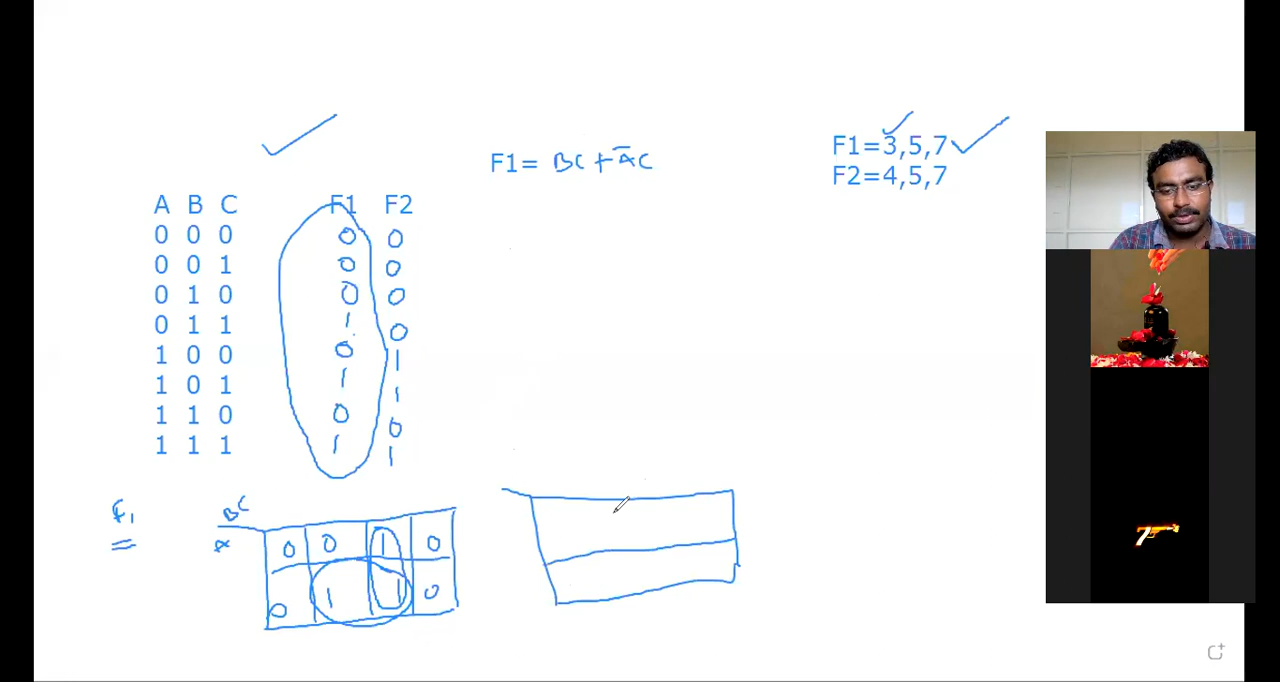 F1= BC + A̅C
F1=3,5,7
F2=4,5,7
A B C F1 F2
0 0 0 0 0
0 0 1 0 0
0 1 0 0 0
0 1 1 1 0
1 0 0 0 1
1 0 1 1 1
1 1 0 0 0
1 1 1 1 1
F1
BC
A
0 0 1 0
0 1 1 0
7